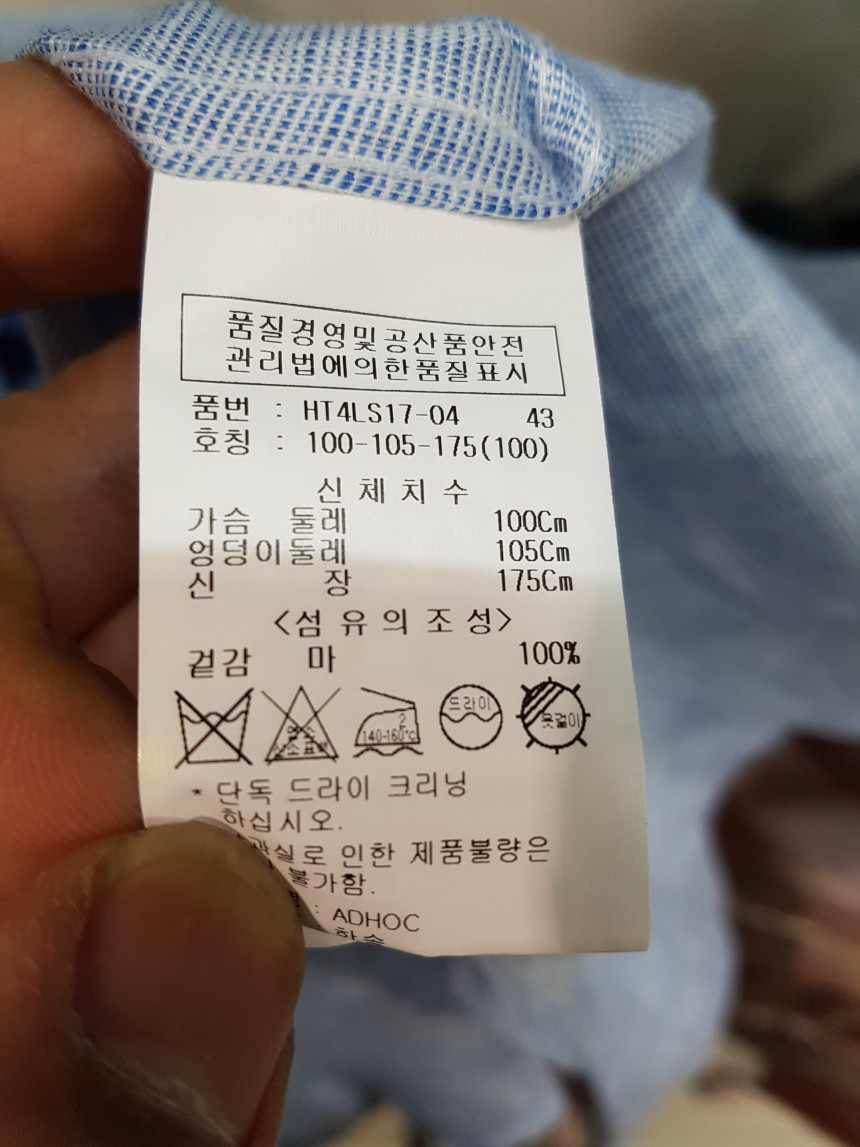 품질경영및공산품안전
관리법에의한품질표시
품번 : HT4LS17-04 43
호칭 : 100-105-175(100)
신 체 치 수
가슴 둘레 100Cm
엉덩이둘레 105Cm
신 장 175Cm
<섬 유 의 조 성>
겉감 마 100%
2
140-160℃
드라이
옷걸이
* 단독 드라이 크리닝
하십시오.
인한 제품불량은
불가함.
: ADHOC